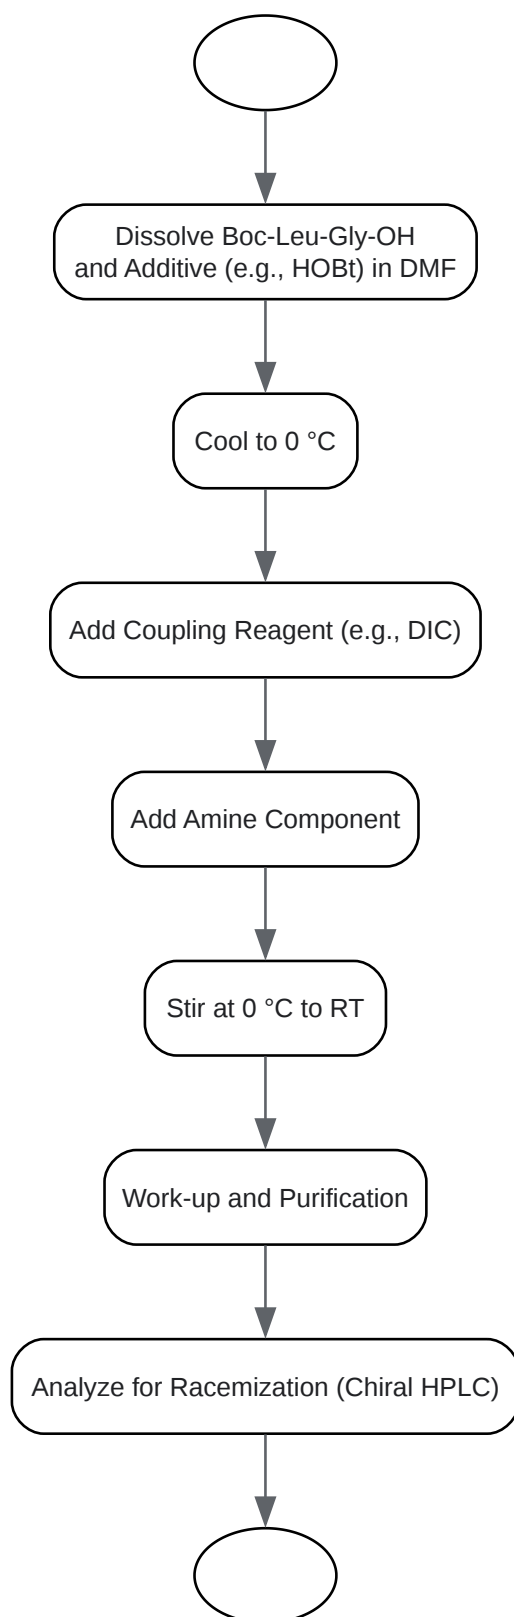 Dissolve Boc-Leu-Gly-OH
and Additive (e.g., HOBt) in DMF
Cool to 0 °C
Add Coupling Reagent (e.g., DIC)
Add Amine Component
Stir at 0 °C to RT
Work-up and Purification
Analyze for Racemization (Chiral HPLC)